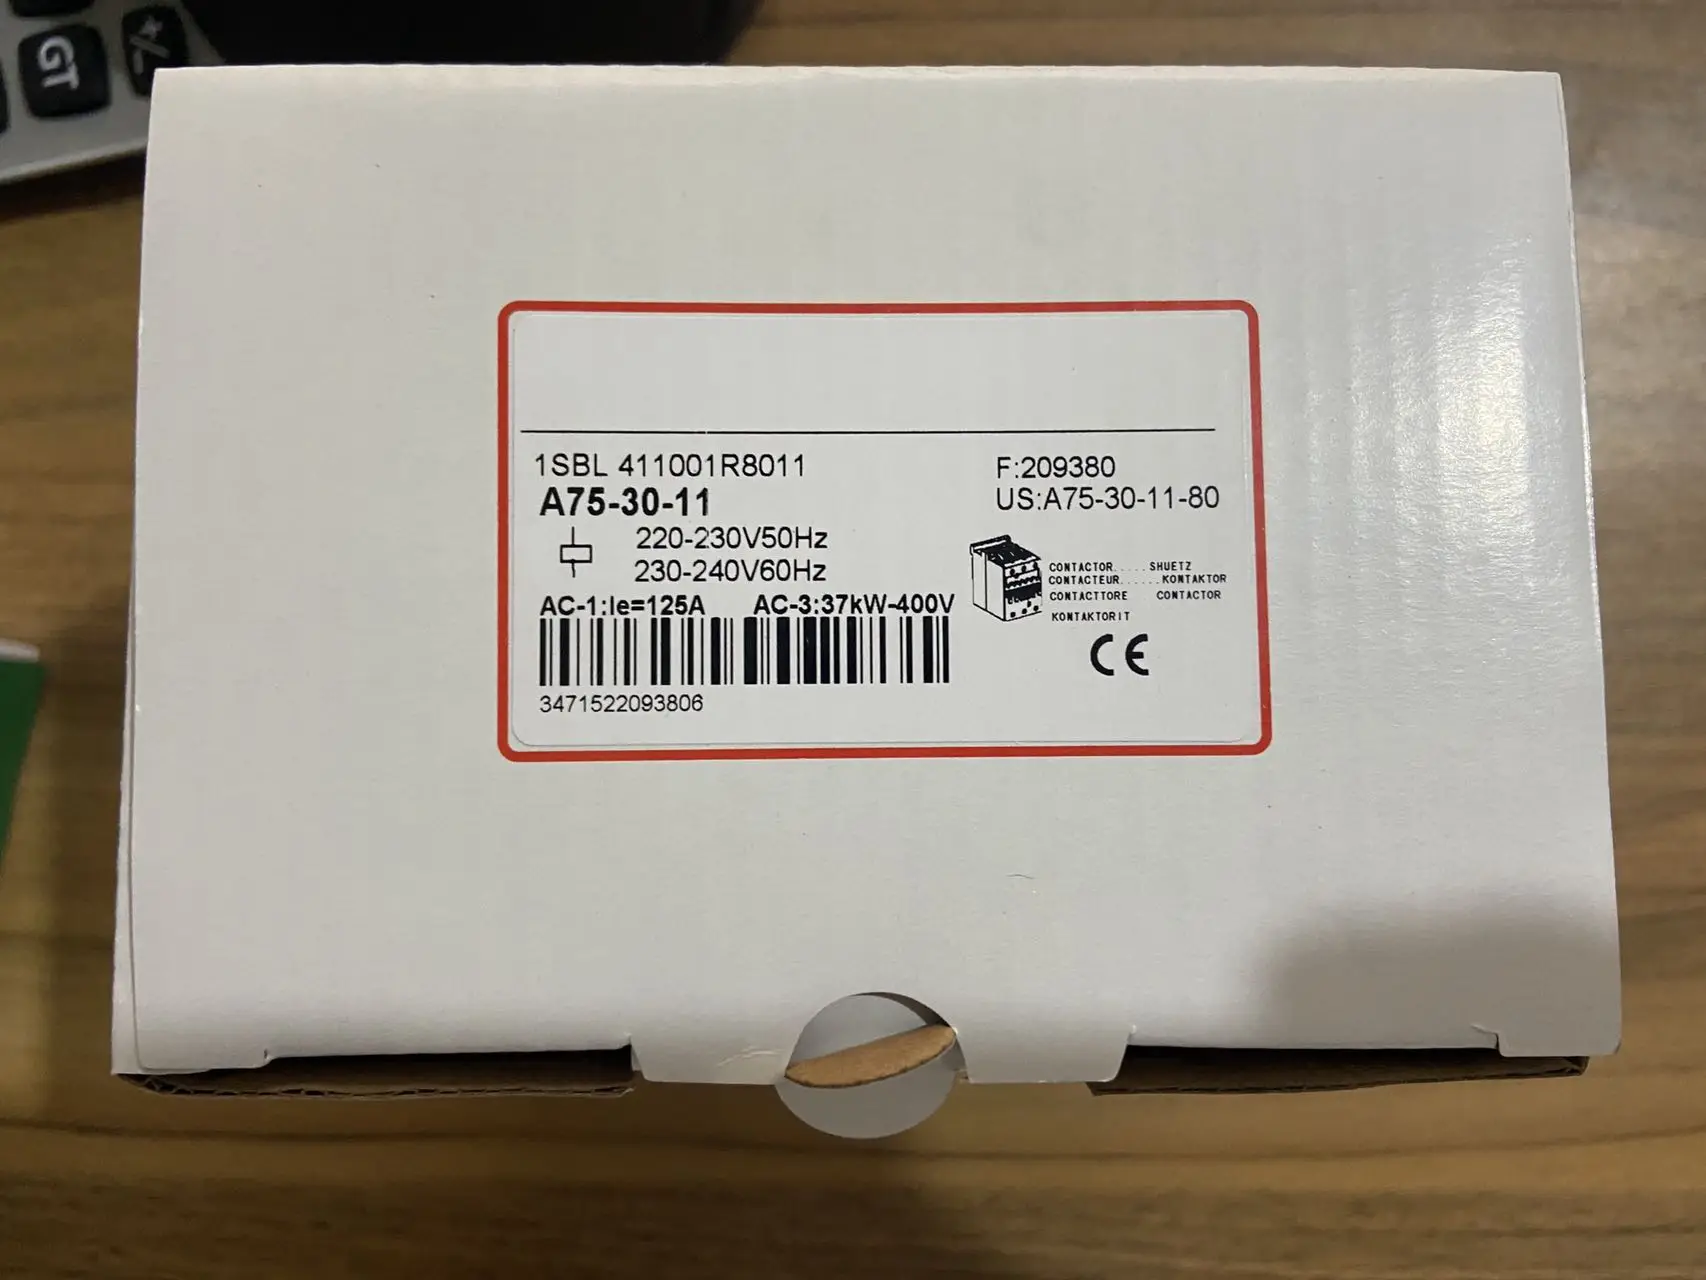 GT
+/-
1SBL 411001R8011
F:209380
A75-30-11
US:A75-30-11-80
220-230V50Hz
230-240V60Hz
CONTACTOR.....SHUETZ
CONTACTEUR......KONTAKTOR
CONTACTTORE CONTACTOR
KONTAKTORIT
AC-1:Ie=125A AC-3:37kW-400V
CE
3471522093806